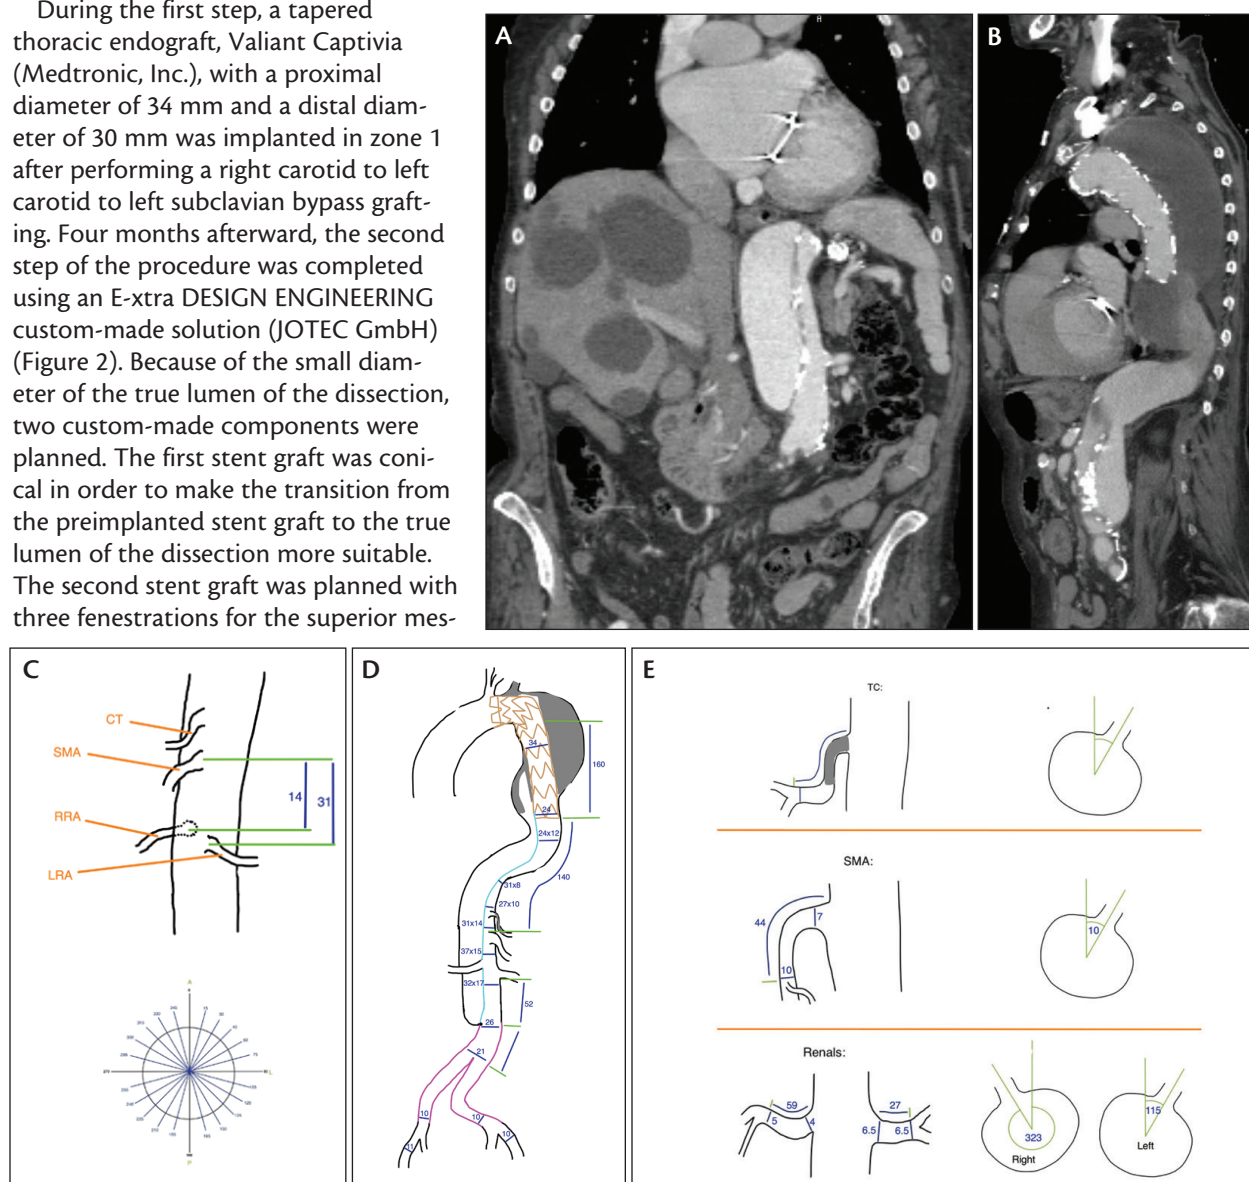 During the first step, a tapered
thoracic endograft, Valiant Captivia
(Medtronic, Inc.), with a proximal
diameter of 34 mm and a distal diam-
eter of 30 mm was implanted in zone 1
after performing a right carotid to left
carotid to left subclavian bypass graft-
ing. Four months afterward, the second
step of the procedure was completed
using an E-xtra DESIGN ENGINEERING
custom-made solution (JOTEC GmbH)
(Figure 2). Because of the small diam-
eter of the true lumen of the dissection,
two custom-made components were
planned. The first stent graft was coni-
cal in order to make the transition from
the preimplanted stent graft to the true
lumen of the dissection more suitable.
The second stent graft was planned with
three fenestrations for the superior mes-
A
B
C
CT
SMA
14
31
RRA
LRA
A
L
P
D
34
160
24
24x12
140
31x8
27x10
31x14
37x15
32x17
52
26
21
10
10
10
11
E
TC:
SMA:
44
7
10
10
Renals:
59
5
4
27
6.5
6.5
323
Right
115
Left